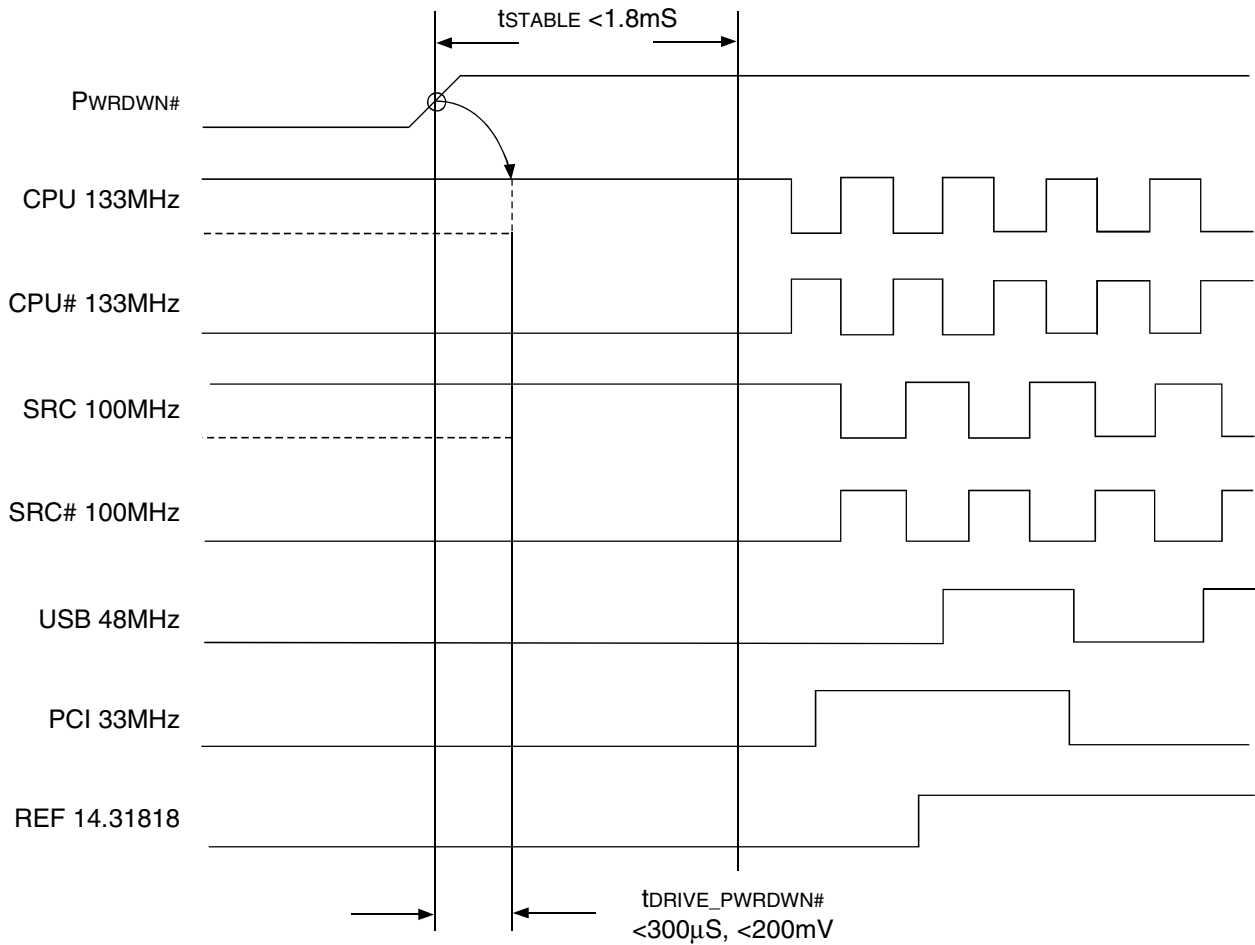 tSTABLE <1.8mS
PWRDWN#
CPU 133MHz
CPU# 133MHz
SRC 100MHz
SRC# 100MHz
USB 48MHz
PCI 33MHz
REF 14.31818
tDRIVE_PWRDWN#
<300µS, <200mV